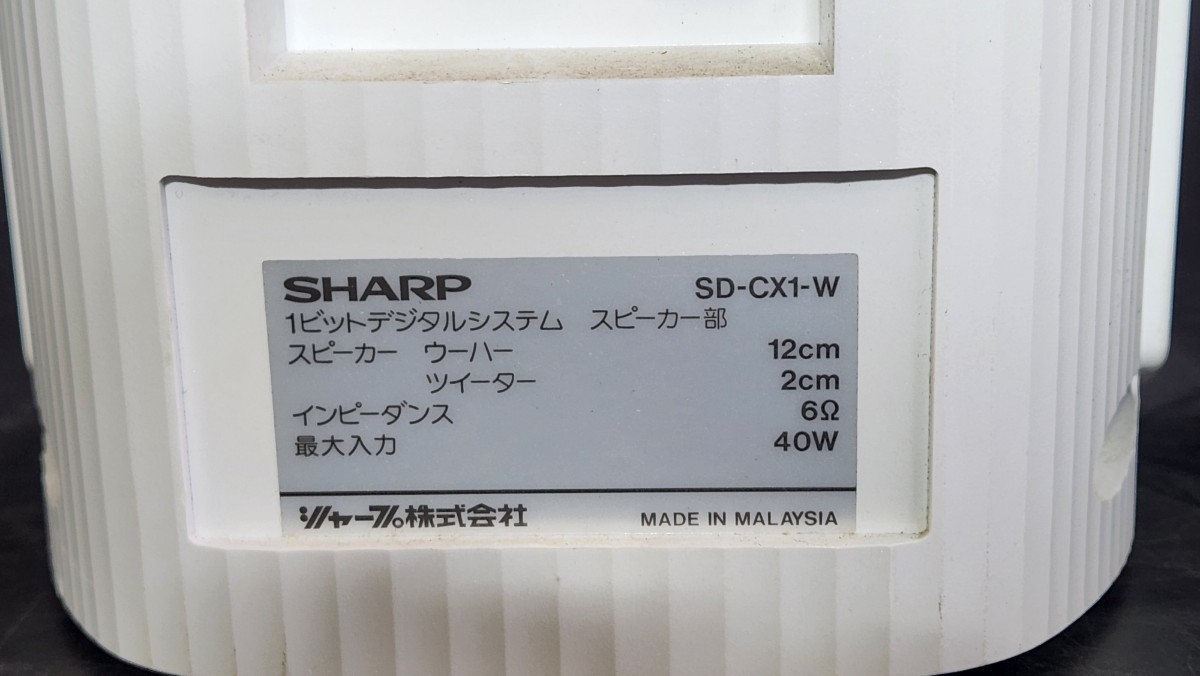 SHARP SD-CX1-W
1ビットデジタルシステム スピーカー部
スピーカー ウーハー 12cm
ツイーター 2cm
インピーダンス 6Ω
最大入力 40W
シャープ株式会社 MADE IN MALAYSIA